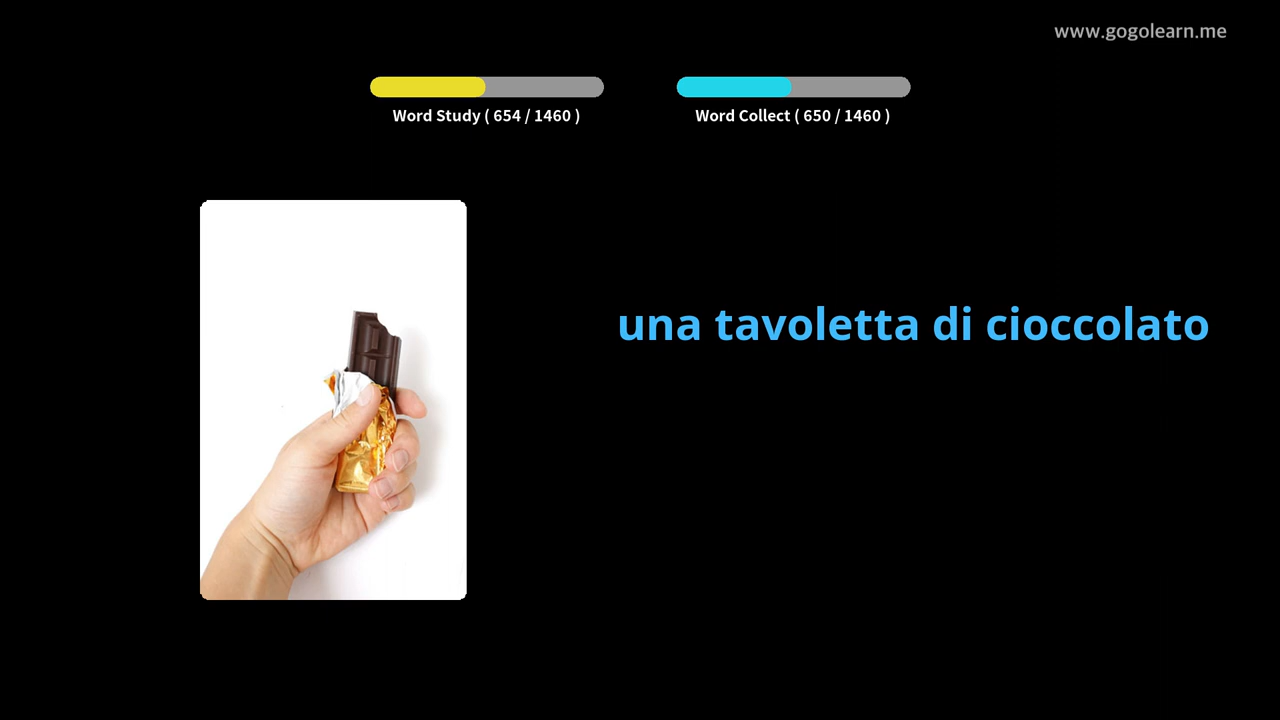 www.gogolearn.me
Word Study ( 654 / 1460 )
Word Collect ( 650 / 1460 )
una tavoletta di cioccolato